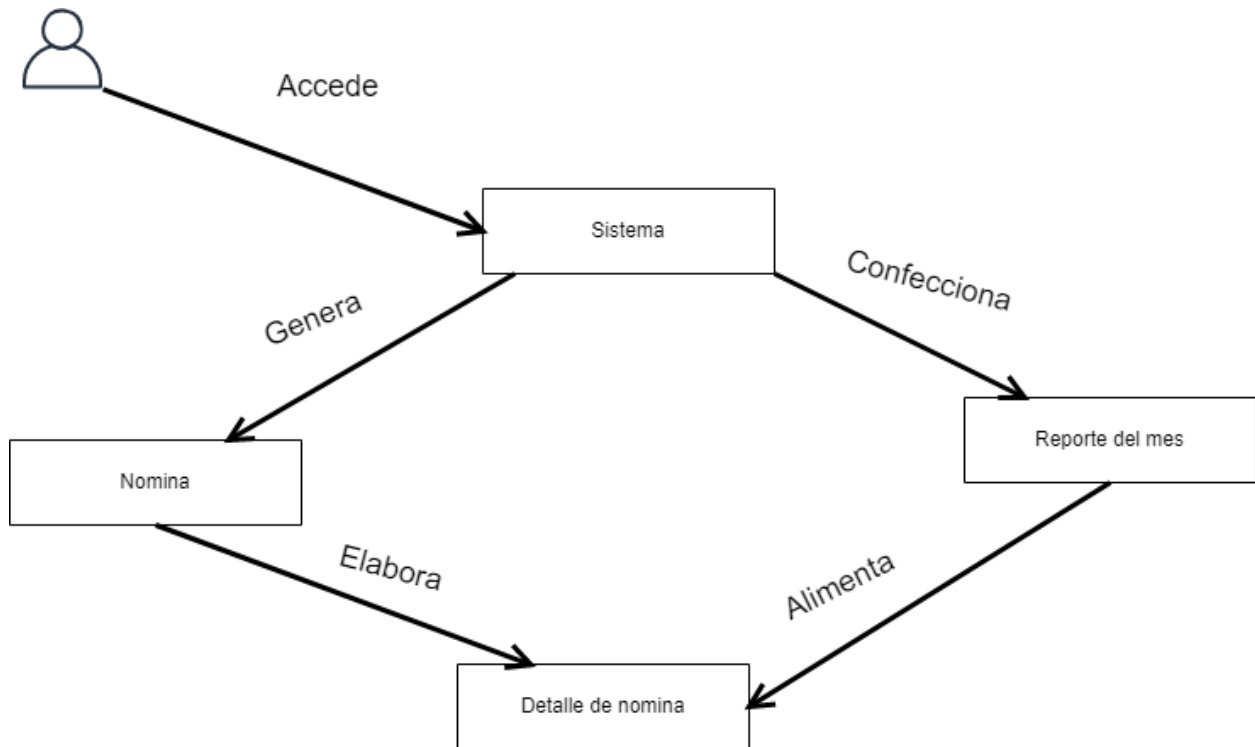 Accede
Sistema
Confecciona
Genera
Reporte del mes
Nomina
Elabora
Alimenta
Detalle de nomina